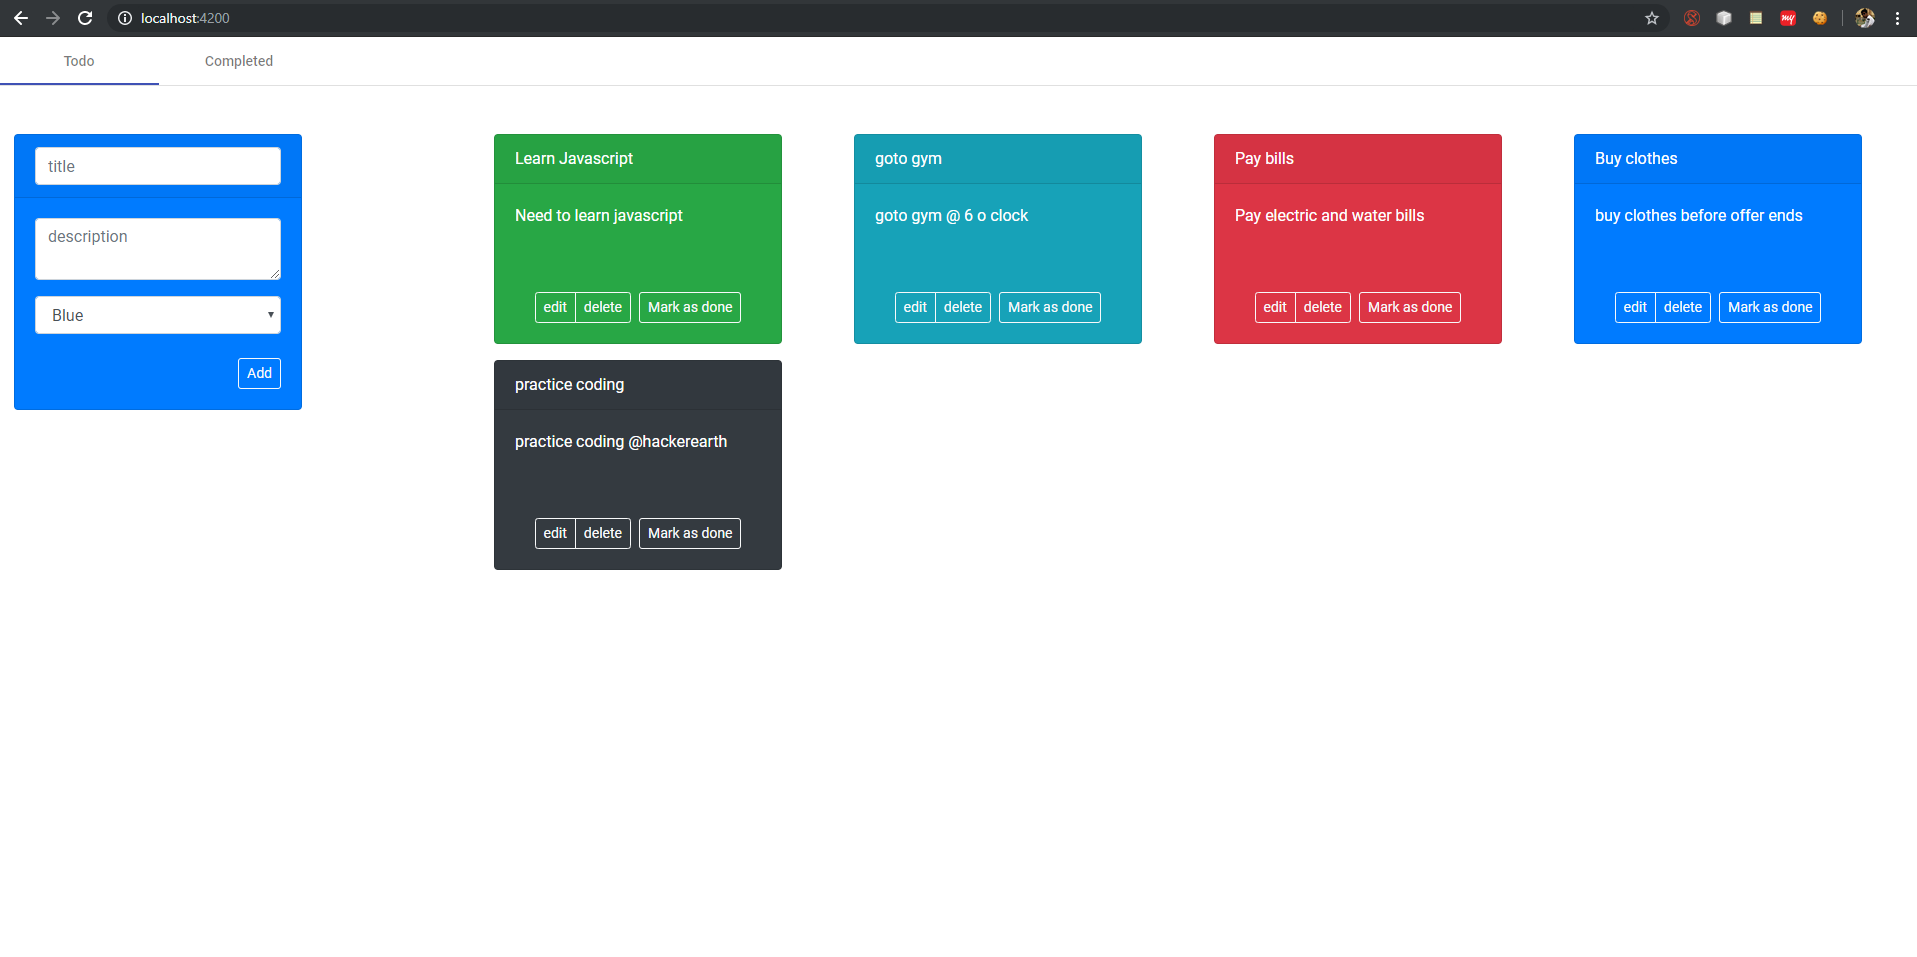 localhost:4200
my
Todo
Completed
title
description
Blue
Add
Learn Javascript
Need to learn javascript
edit delete Mark as done
goto gym
goto gym @ 6 o clock
edit delete Mark as done
Pay bills
Pay electric and water bills
edit delete Mark as done
Buy clothes
buy clothes before offer ends
edit delete Mark as done
practice coding
practice coding @hackerearth
edit delete Mark as done